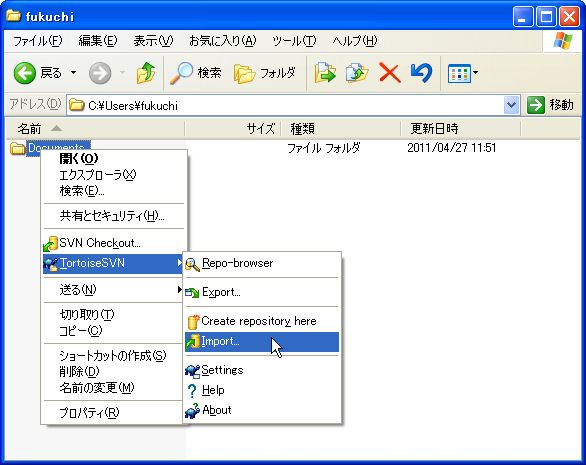 fukuchi
ファイル(F) 編集(E) 表示(V) お気に入り(A) ツール(T) ヘルプ(H)
戻る 検索 フォルダ
アドレス(D) C:¥Users¥fukuchi 移動
名前 サイズ 種類 更新日時
Documents ファイル フォルダ 2011/04/27 11:51
開く(O)
エクスプローラ(X)
検索(E)...
共有とセキュリティ(H)...
SVN Checkout...
TortoiseSVN
送る(N)
切り取り(T)
コピー(C)
ショートカットの作成(S)
削除(D)
名前の変更(M)
プロパティ(R)
Repo-browser
Export...
Create repository here
Import...
Settings
Help
About